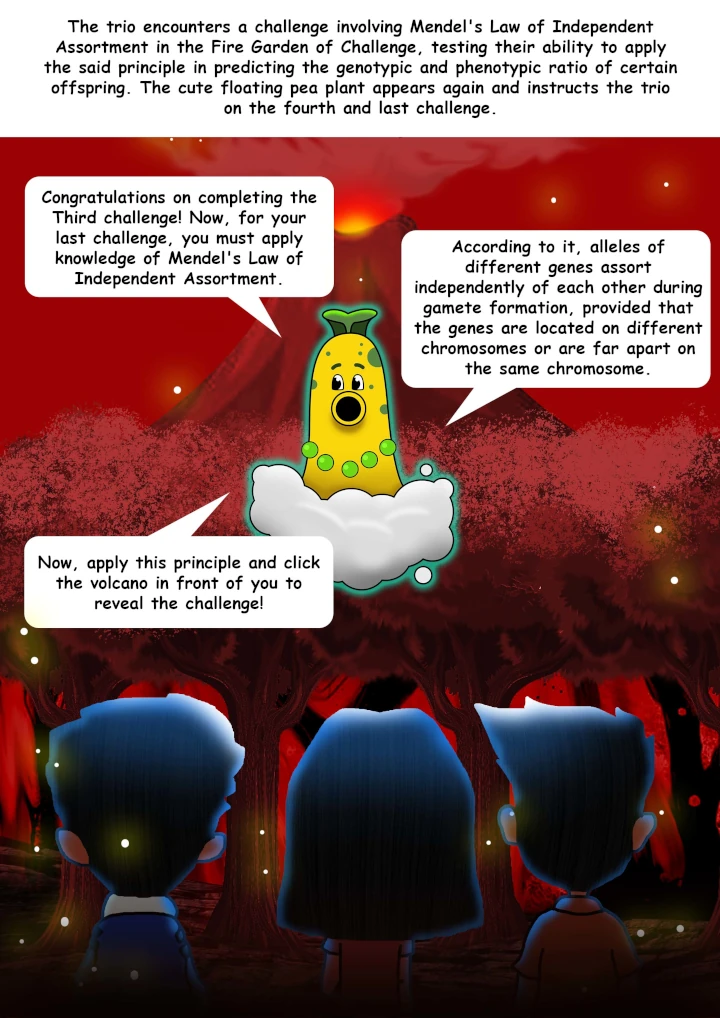 The trio encounters a challenge involving Mendel's Law of Independent
Assortment in the Fire Garden of Challenge, testing their ability to apply
the said principle in predicting the genotypic and phenotypic ratio of certain
offspring. The cute floating pea plant appears again and instructs the trio
on the fourth and last challenge.
Congratulations on completing the
Third challenge! Now, for your
last challenge, you must apply
knowledge of Mendel's Law of
Independent Assortment.
According to it, alleles of
different genes assort
independently of each other during
gamete formation, provided that
the genes are located on different
chromosomes or are far apart on
the same chromosome.
Now, apply this principle and click
the volcano in front of you to
reveal the challenge!